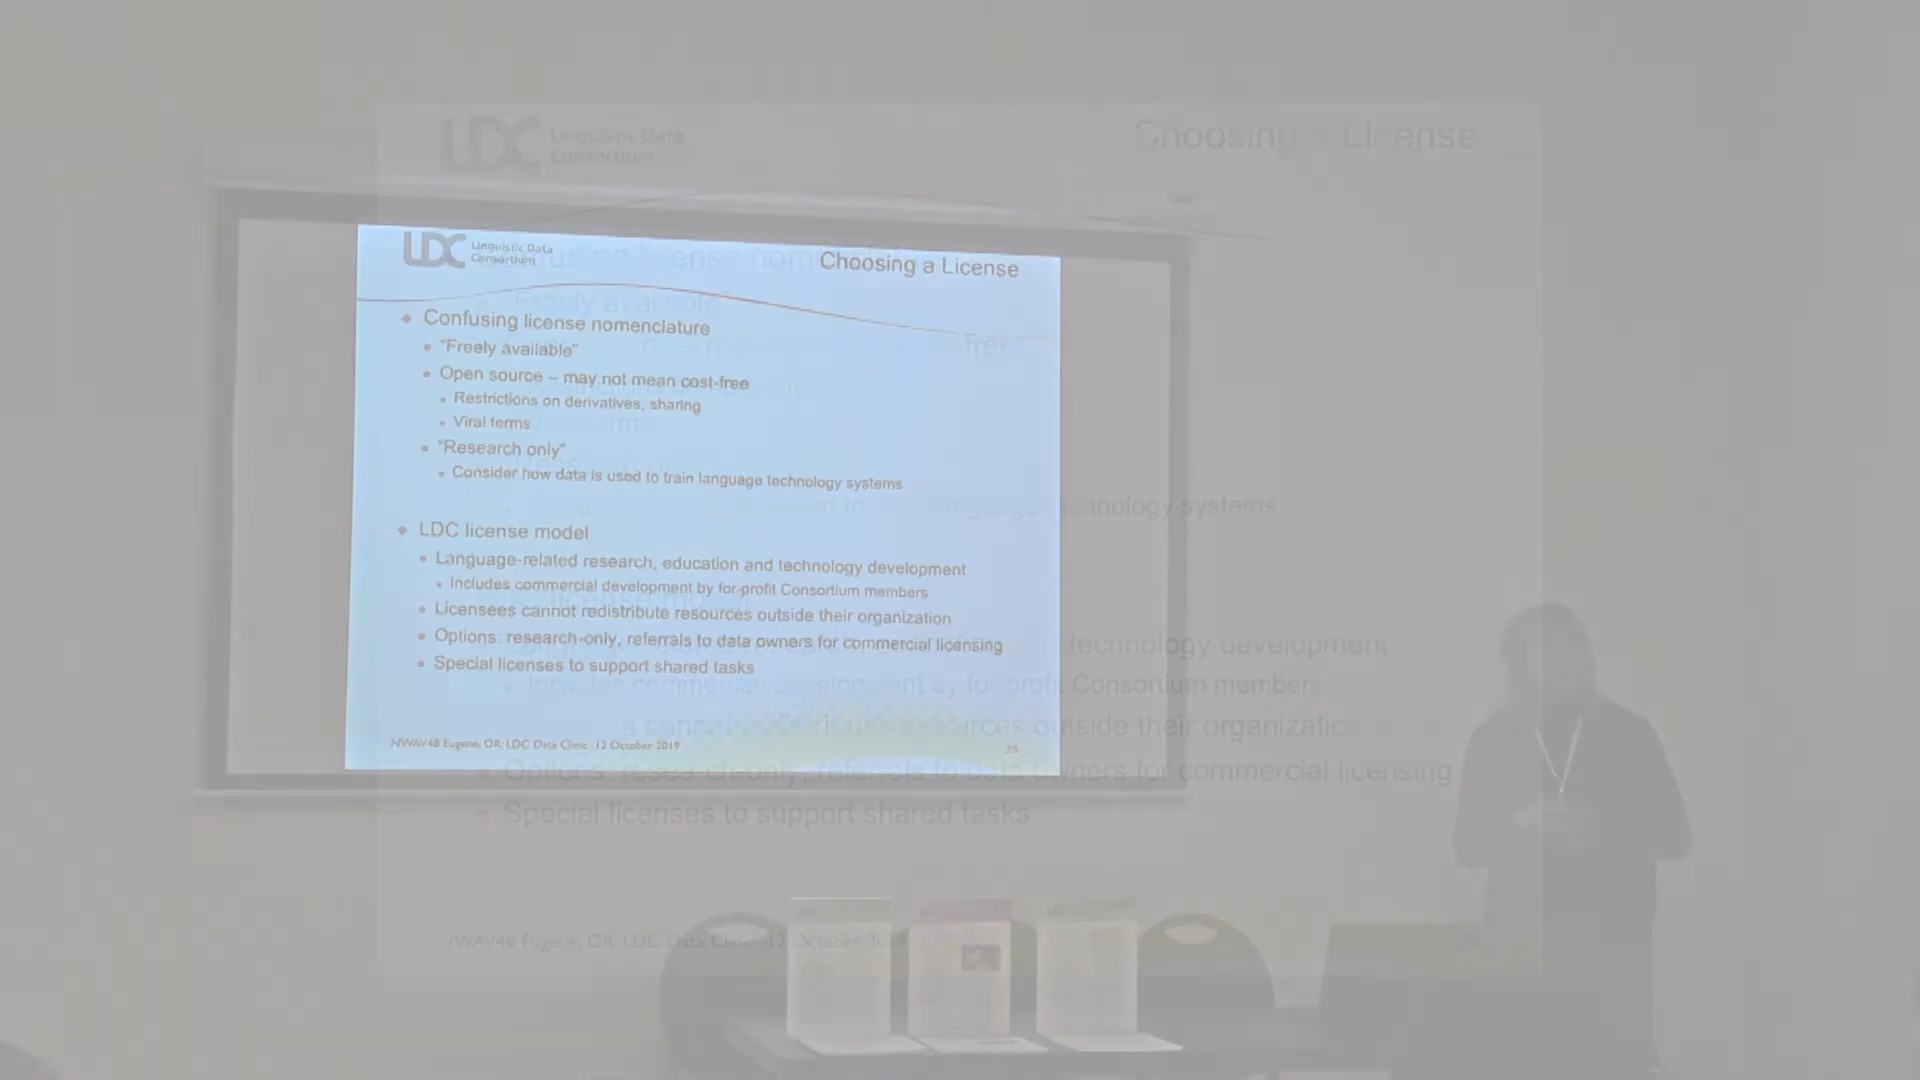 LDC Linguistic Data
Consortium
Choosing a License
Confusing license nomenclature
"Freely available"
Open source – may not mean cost-free
Restrictions on derivatives, sharing
Viral terms
"Research only"
Consider how data is used to train language technology systems
LDC license model
Language-related research, education and technology development
Includes commercial development by for-profit Consortium members
Licensees cannot redistribute resources outside their organization
Options: research-only, referrals to data owners for commercial licensing
Special licenses to support shared tasks
NWAV48 Eugene, OR: LDC Data Clinic 12 October 2019
25